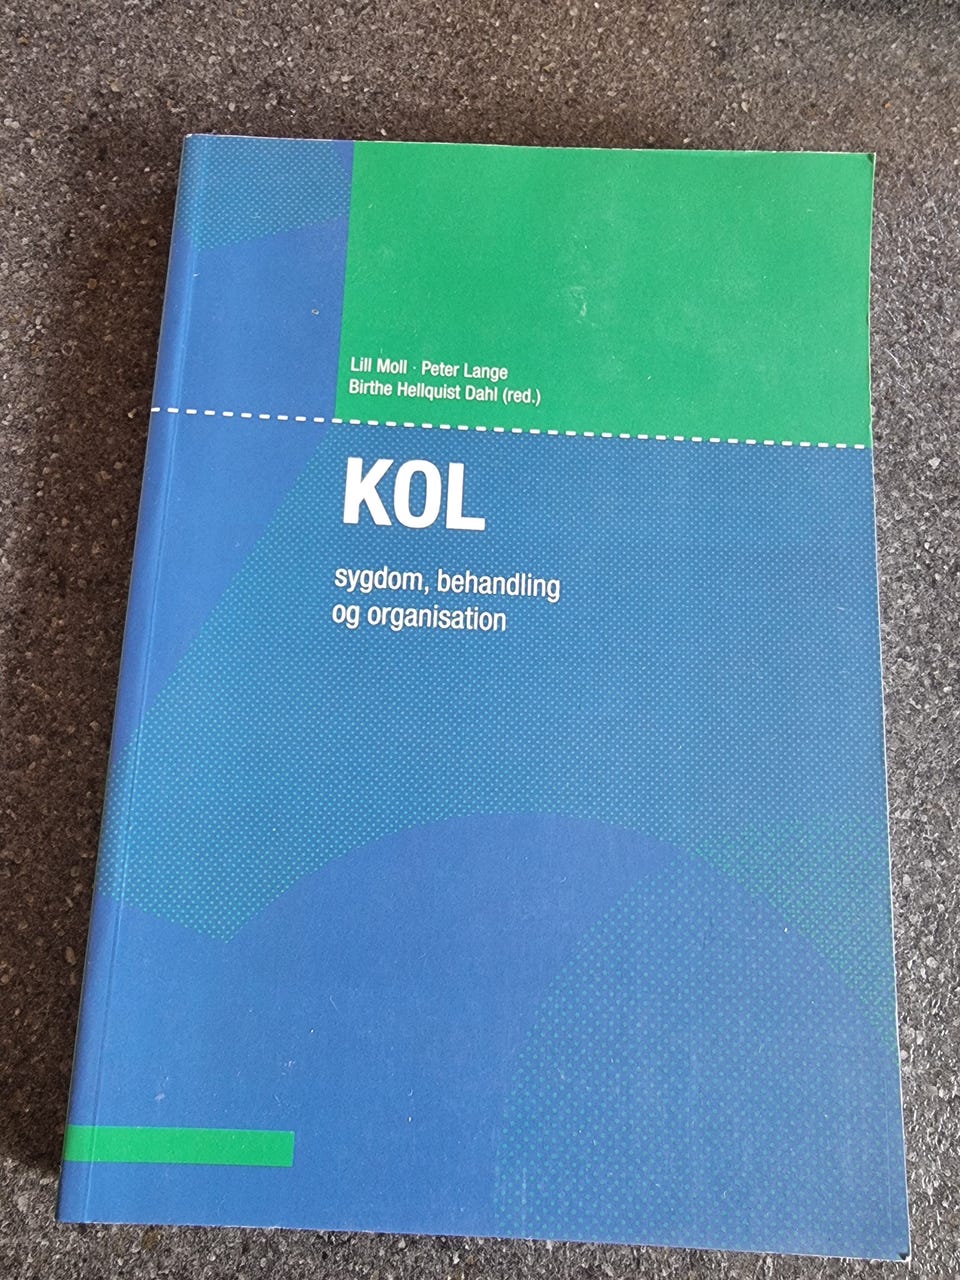 Lill Moll · Peter Lange
Birthe Hellquist Dahl (red.)
KOL
sygdom, behandling
og organisation